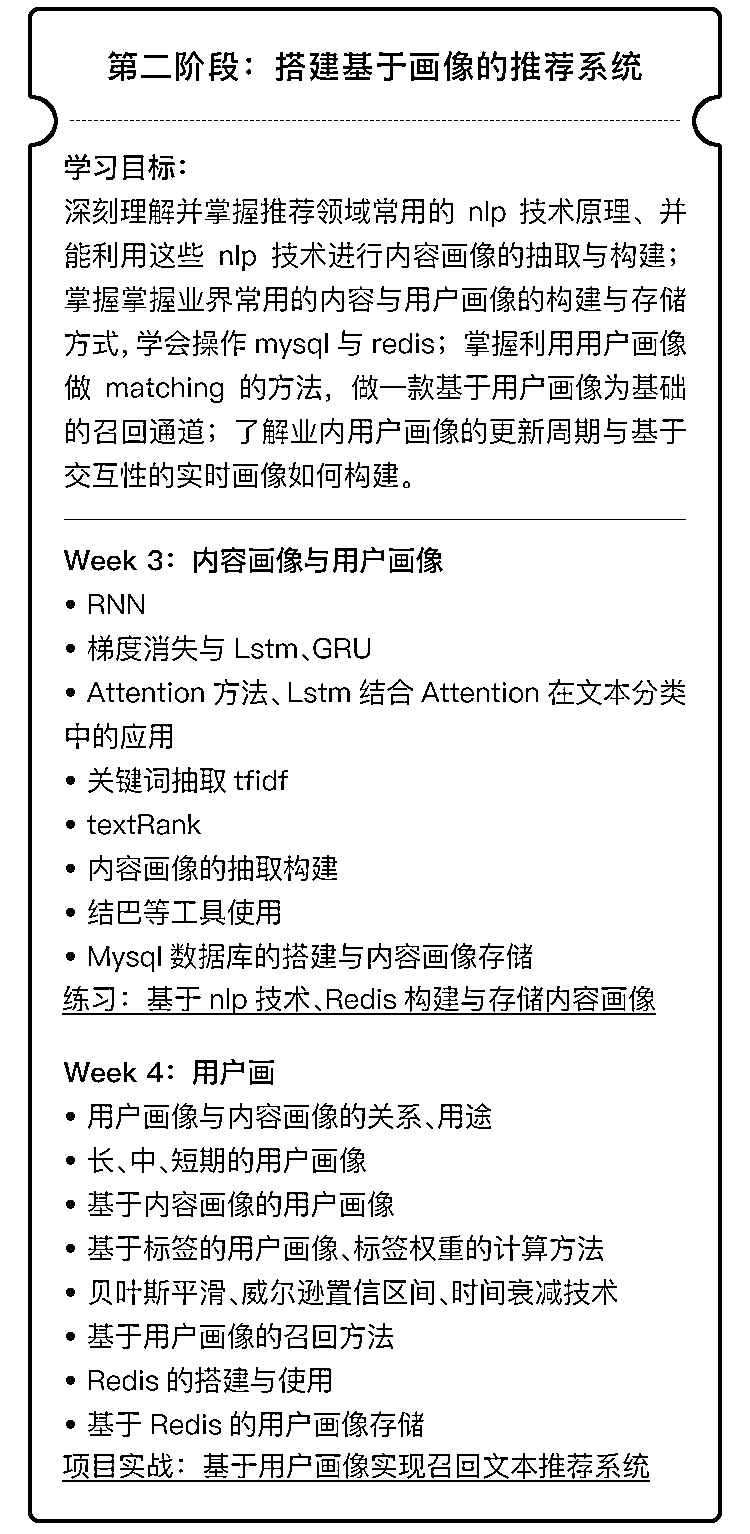 第二阶段：搭建基于画像的推荐系统
学习目标：
深刻理解并掌握推荐领域常用的 nlp 技术原理、并
能利用这些 nlp 技术进行内容画像的抽取与构建；
掌握掌握业界常用的内容与用户画像的构建与存储
方式，学会操作 mysql 与 redis；掌握利用用户画像
做 matching 的方法，做一款基于用户画像为基础
的召回通道；了解业内用户画像的更新周期与基于
交互性的实时画像如何构建。
Week 3：内容画像与用户画像
• RNN
• 梯度消失与 Lstm、GRU
• Attention 方法、Lstm 结合 Attention 在文本分类
中的应用
• 关键词抽取 tfidf
• textRank
• 内容画像的抽取构建
• 结巴等工具使用
• Mysql 数据库的搭建与内容画像存储
练习：基于 nlp 技术、Redis 构建与存储内容画像
Week 4：用户画
• 用户画像与内容画像的关系、用途
• 长、中、短期的用户画像
• 基于内容画像的用户画像
• 基于标签的用户画像、标签权重的计算方法
• 贝叶斯平滑、威尔逊置信区间、时间衰减技术
• 基于用户画像的召回方法
• Redis 的搭建与使用
• 基于 Redis 的用户画像存储
项目实战：基于用户画像实现召回文本推荐系统